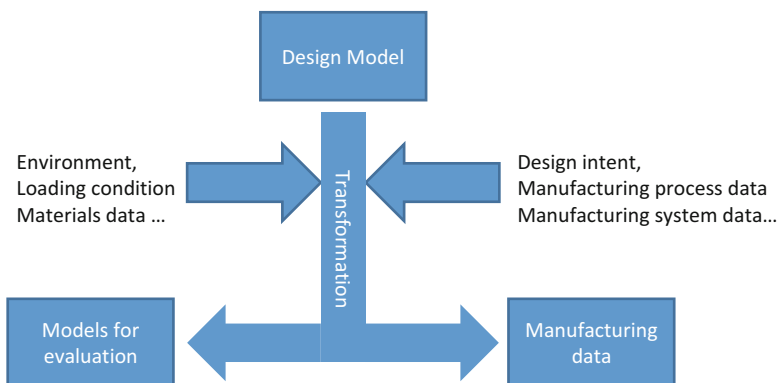 Design Model
Environment,
Loading condition
Materials data …
Transformation
Design intent,
Manufacturing process data
Manufacturing system data…
Models for
evaluation
Manufacturing
data